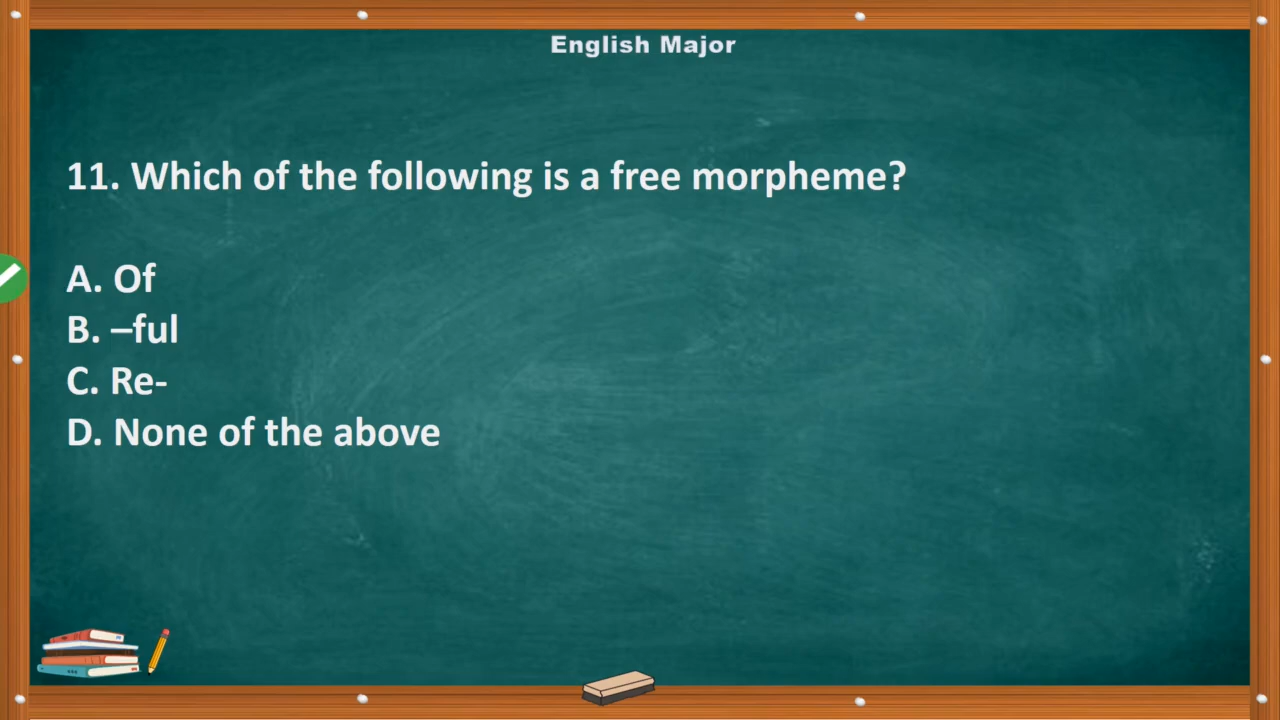 English Major
11. Which of the following is a free morpheme?
A. Of
B. –ful
C. Re-
D. None of the above